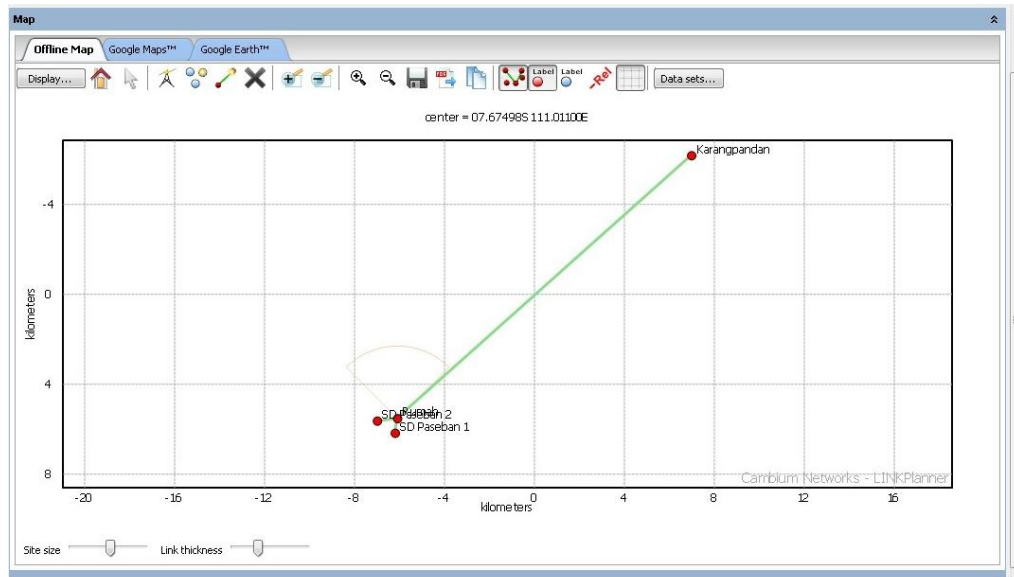 Map
Offline Map Google Maps™ Google Earth™
Display... Label Label -Rel Data sets...
center = 07.67498S 111.01100E
Karangpandan
-4
0
4
8
kilometers
SD Paseban 2
Rumah
SD Paseban 1
Cambium Networks - LINKPlanner
-20 -16 -12 -8 -4 0 4 8 12 16
kilometers
Site size Link thickness